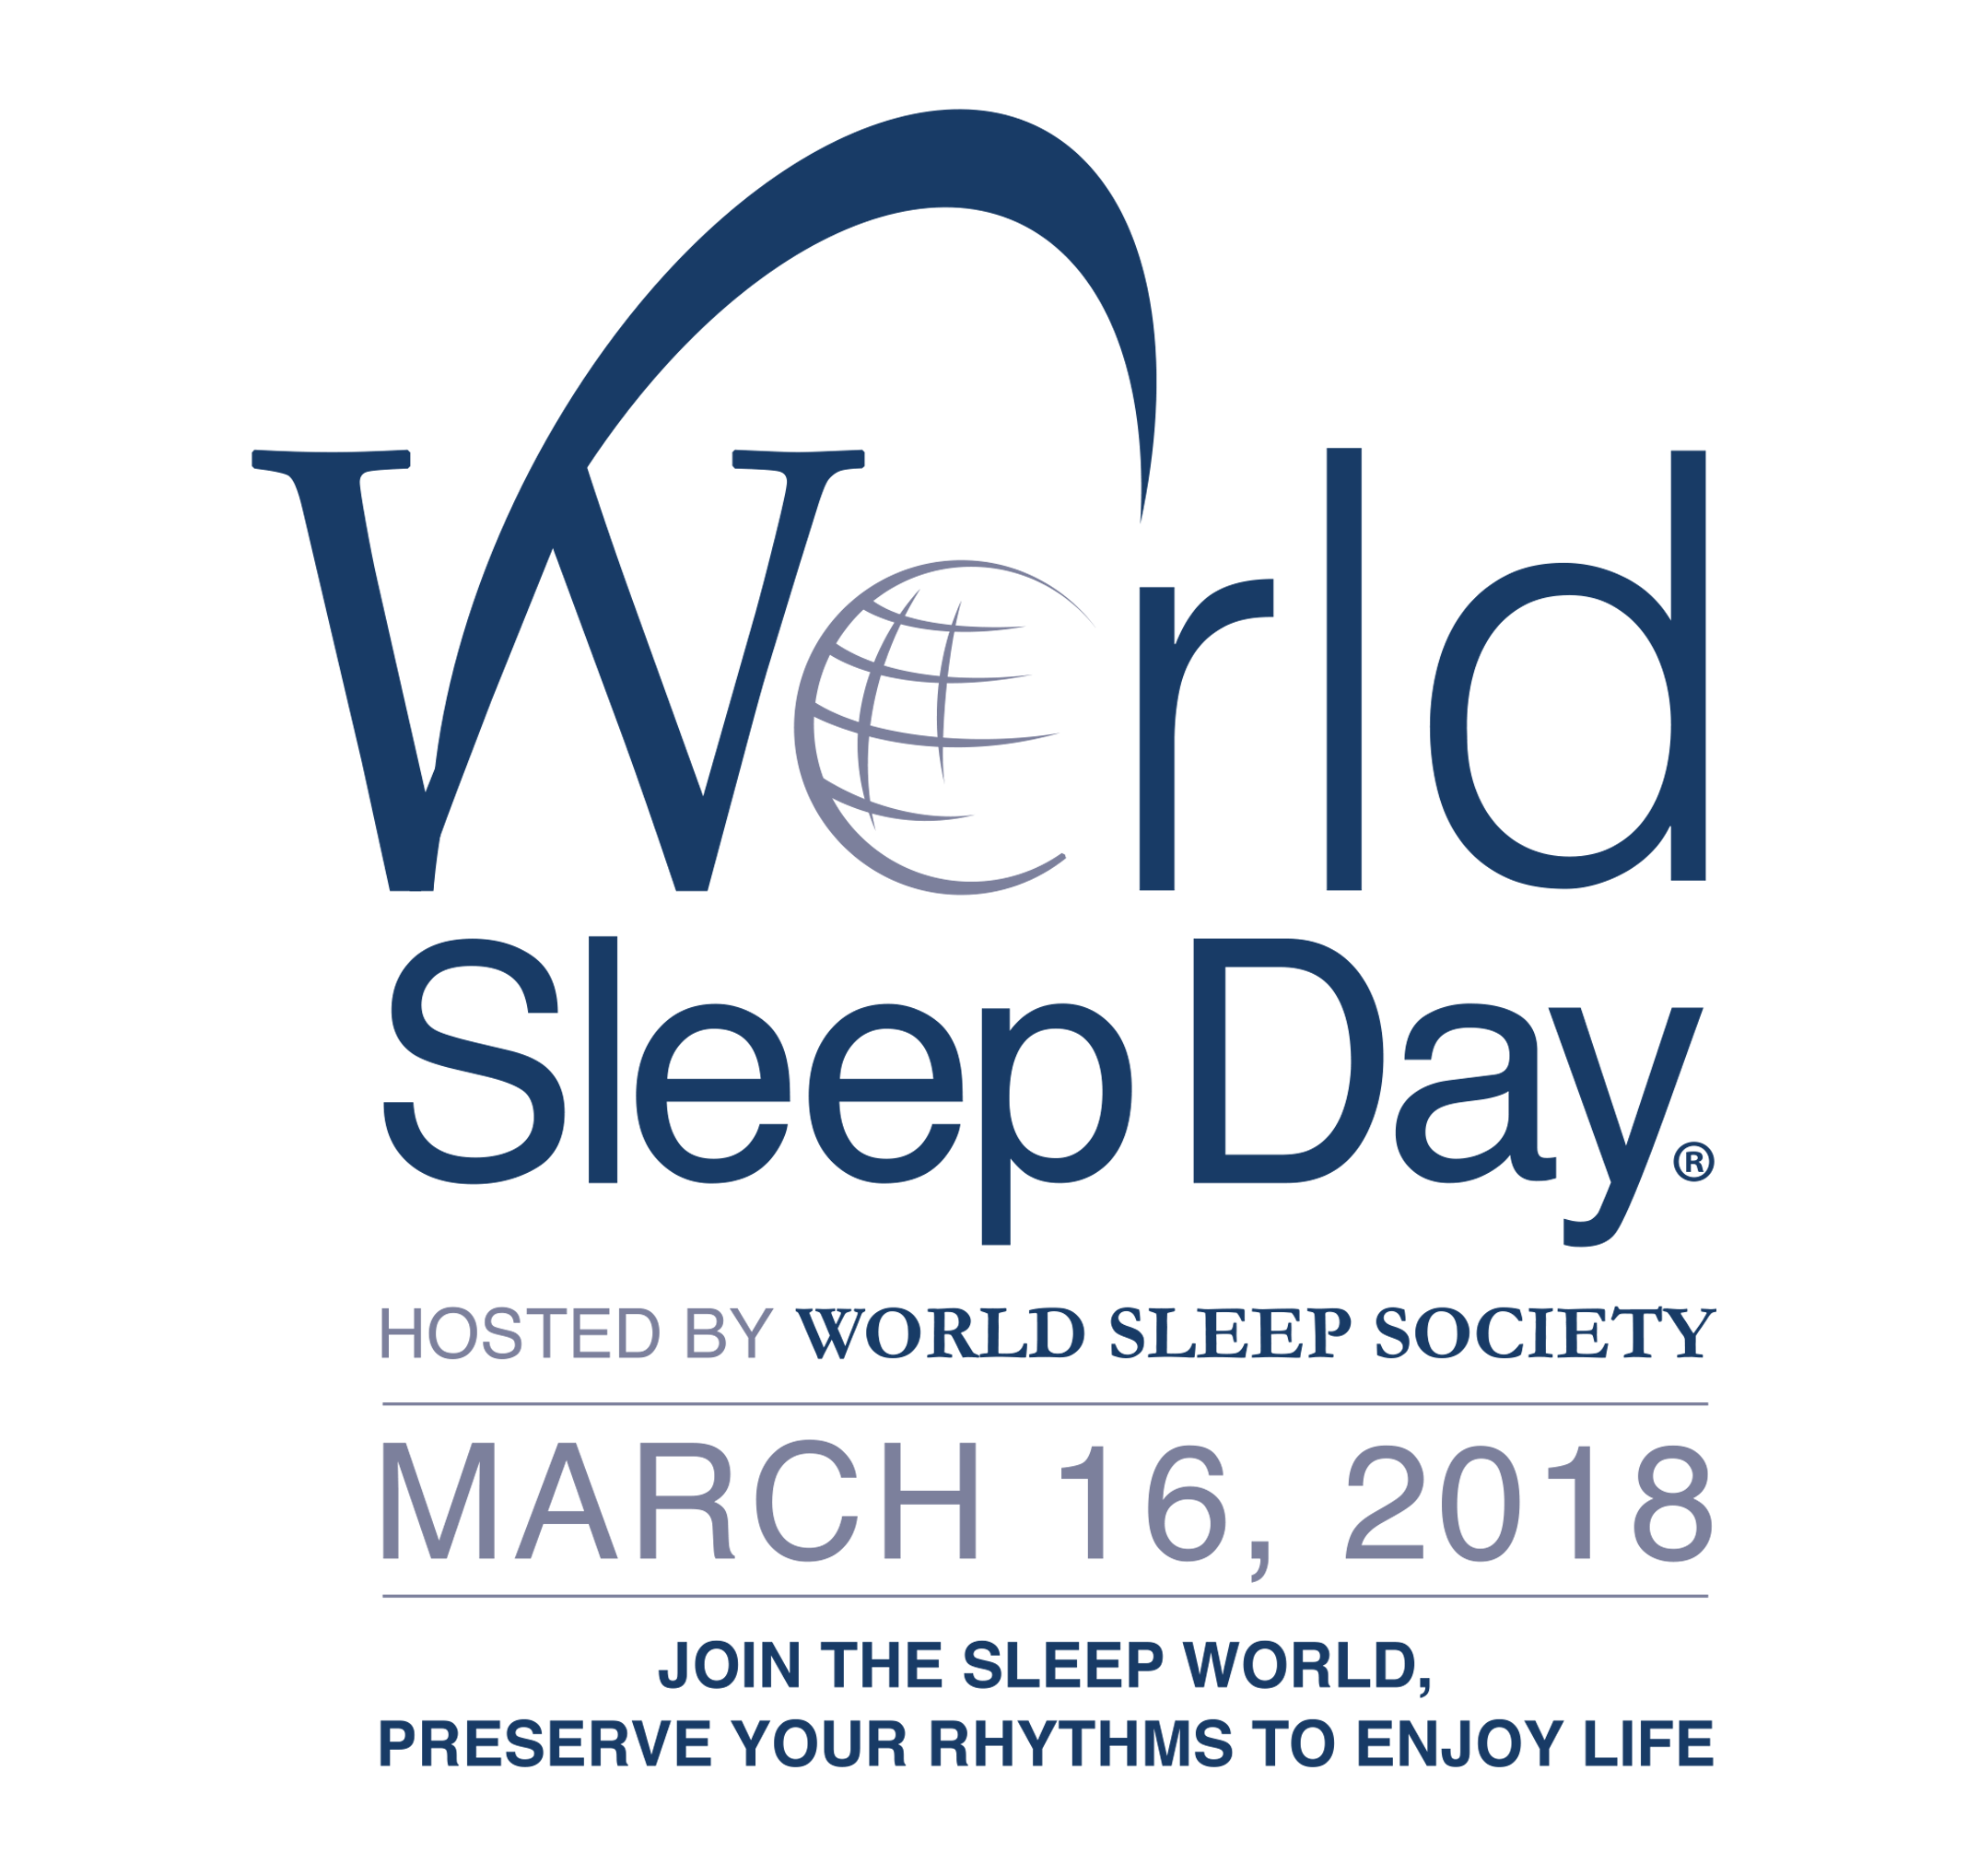 World
Sleep Day®
HOSTED BY WORLD SLEEP SOCIETY
MARCH 16, 2018
JOIN THE SLEEP WORLD,
PRESERVE YOUR RHYTHMS TO ENJOY LIFE